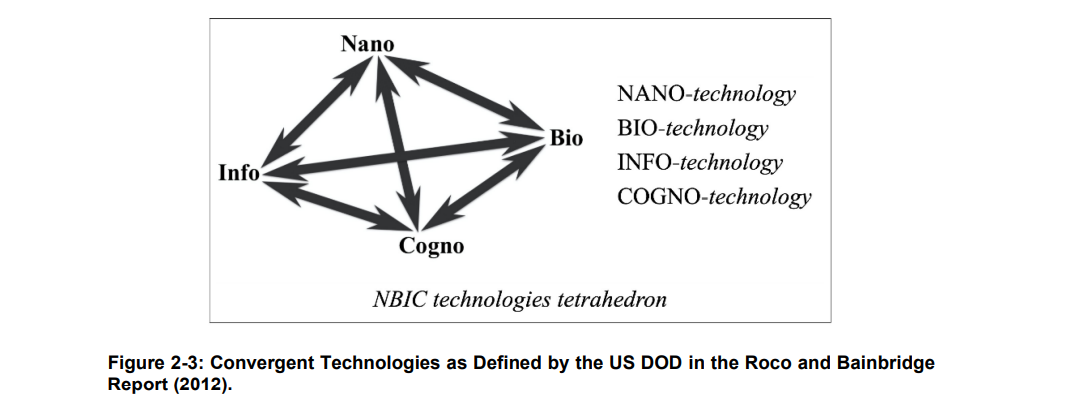 Nano
Info
Bio
Cogno
NANO-technology
BIO-technology
INFO-technology
COGNO-technology
NBIC technologies tetrahedron
Figure 2-3: Convergent Technologies as Defined by the US DOD in the Roco and Bainbridge
Report (2012).